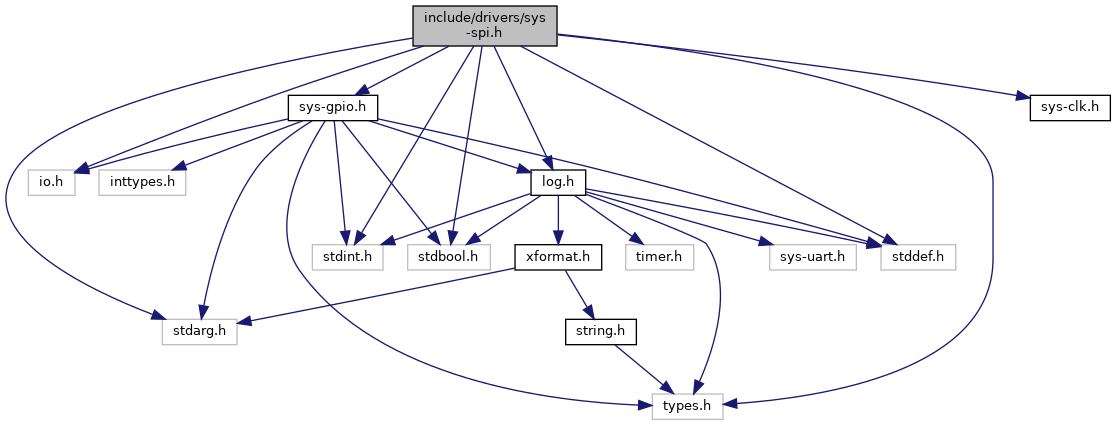 include/drivers/sys
-spi.h
sys-gpio.h
sys-clk.h
io.h
inttypes.h
log.h
stdint.h
stdbool.h
xformat.h
timer.h
sys-uart.h
stddef.h
stdarg.h
string.h
types.h